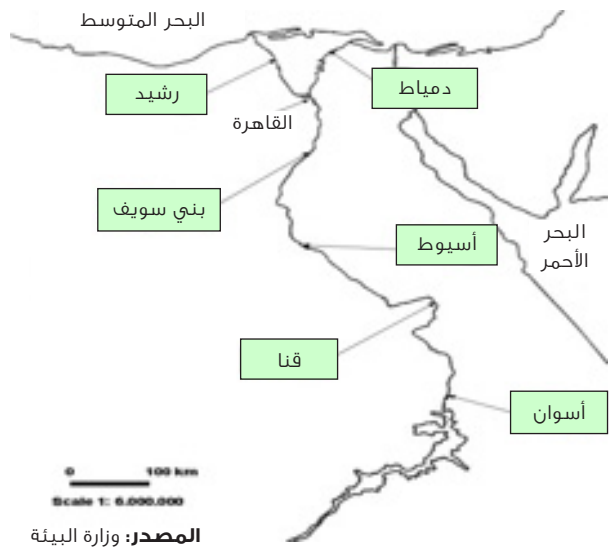 البحر المتوسط
رشيد
دمياط
القاهرة
بني سويف
البحر
الأحمر
أسيوط
قنا
أسوان
0 100 km
Scale 1: 6.000.000
المصدر: وزارة البيئة